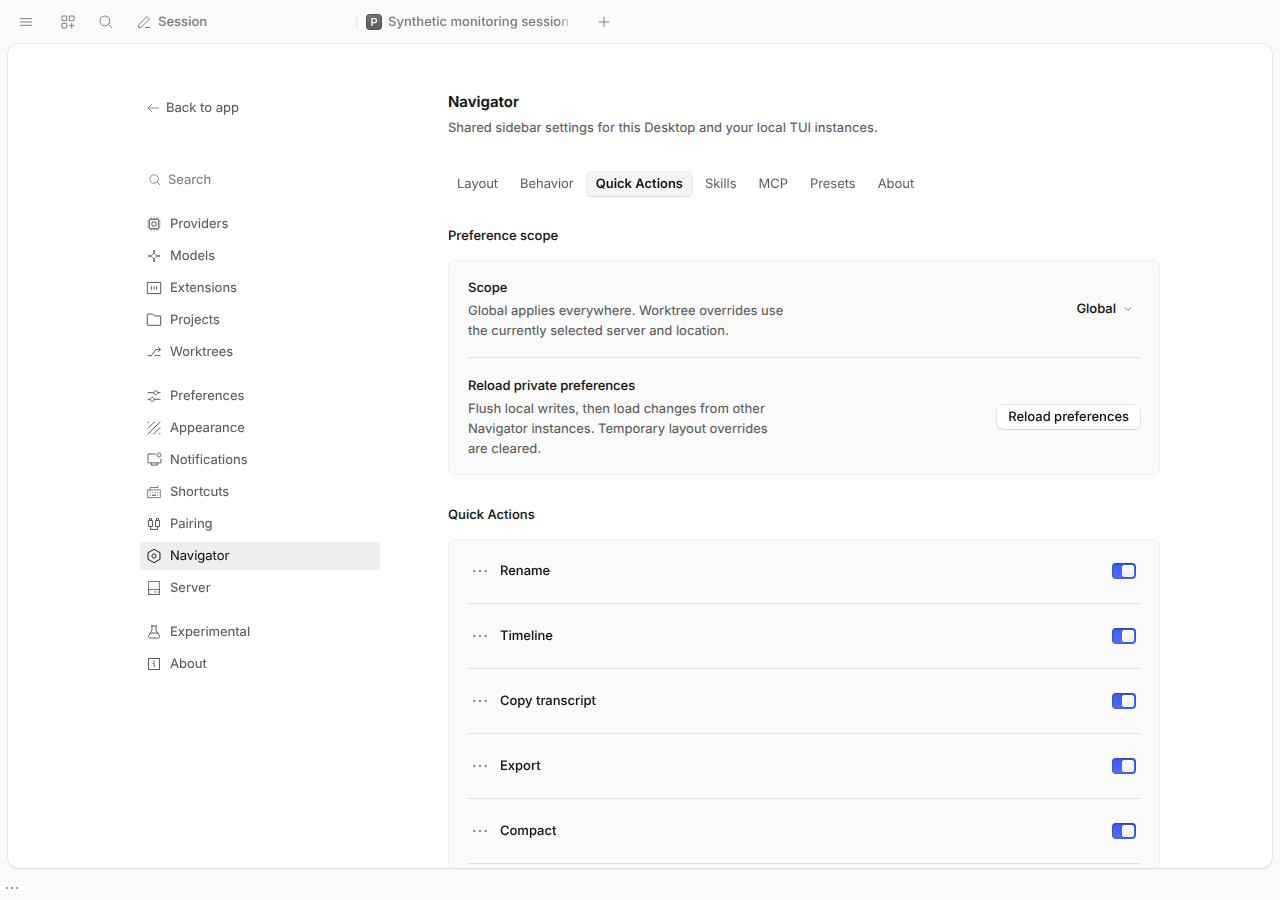 Session
P Synthetic monitoring session
Back to app
Search
Providers
Models
Extensions
Projects
Worktrees
Preferences
Appearance
Notifications
Shortcuts
Pairing
Navigator
Server
Experimental
About
Navigator
Shared sidebar settings for this Desktop and your local TUI instances.
Layout Behavior Quick Actions Skills MCP Presets About
Preference scope
Scope
Global applies everywhere. Worktree overrides use
the currently selected server and location.
Global
Reload private preferences
Flush local writes, then load changes from other
Navigator instances. Temporary layout overrides
are cleared.
Reload preferences
Quick Actions
Rename
Timeline
Copy transcript
Export
Compact